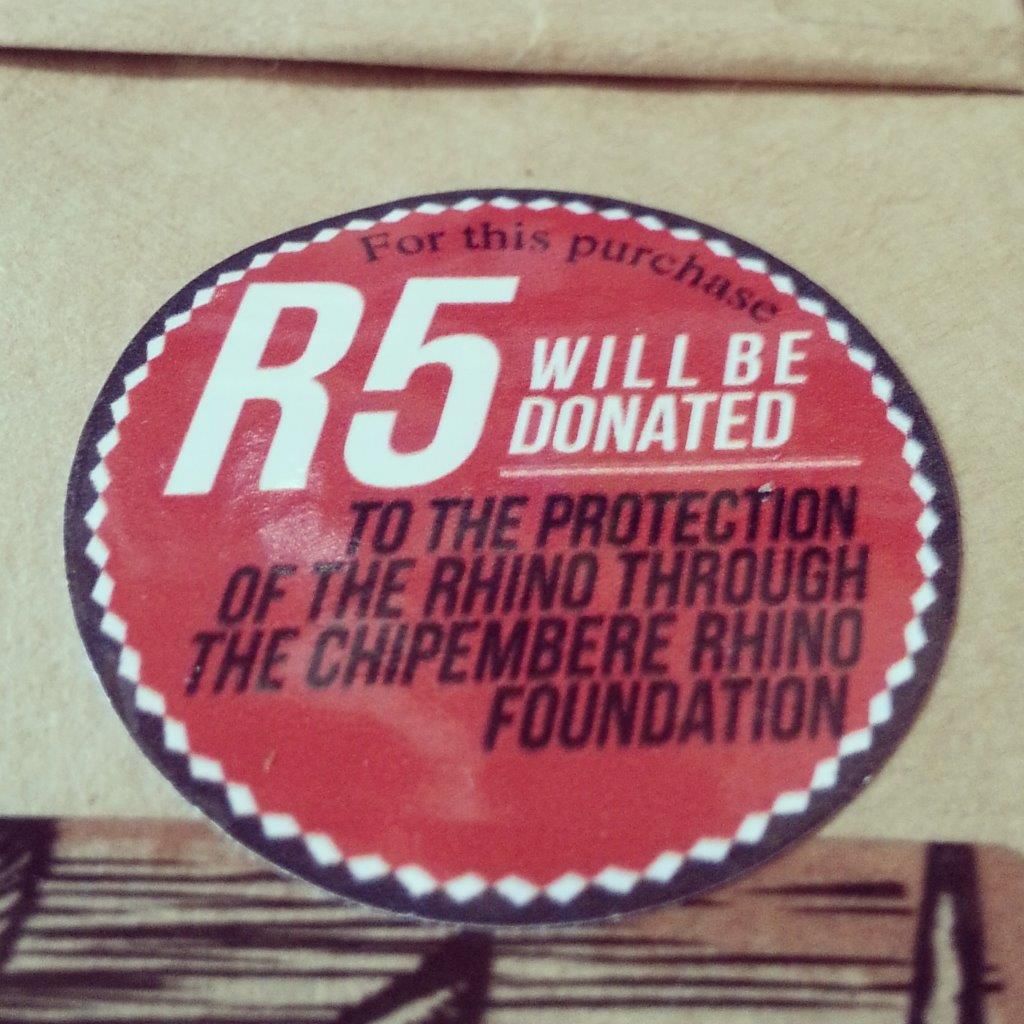 For this purchase
R5 WILL BE
DONATED
TO THE PROTECTION
OF THE RHINO THROUGH
THE CHIPEMBERE RHINO
FOUNDATION